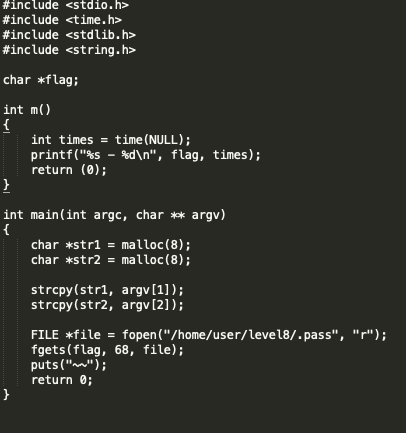 #include <stdio.h>
#include <time.h>
#include <stdlib.h>
#include <string.h>

char *flag;

int m()
{
    int times = time(NULL);
    printf("%s - %d\n", flag, times);
    return (0);
}

int main(int argc, char ** argv)
{
    char *str1 = malloc(8);
    char *str2 = malloc(8);

    strcpy(str1, argv[1]);
    strcpy(str2, argv[2]);

    FILE *file = fopen("/home/user/level8/.pass", "r");
    fgets(flag, 68, file);
    puts("~~");
    return 0;
}